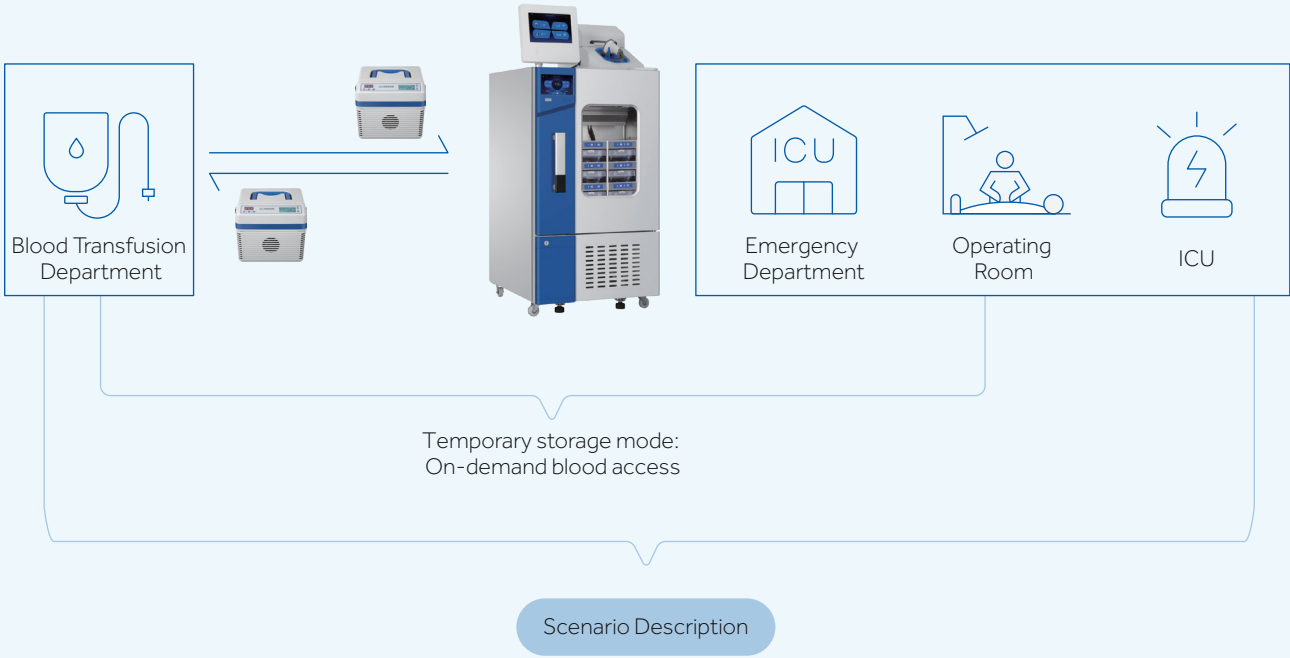 ICU
Blood Transfusion
Department
Emergency
Department
Operating
Room
ICU
Temporary storage mode:
On-demand blood access
Scenario Description